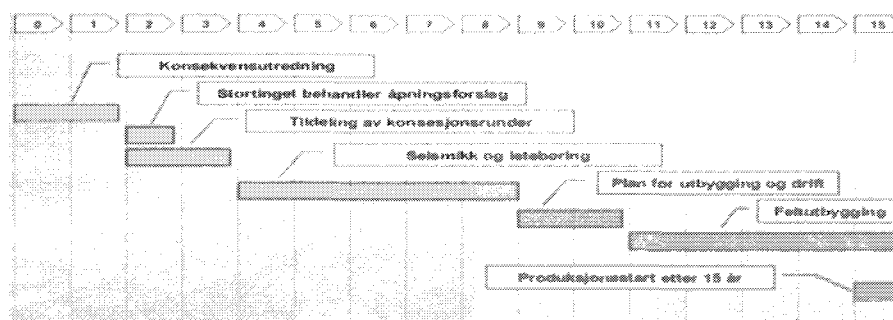 0 1 2 3 4 5 6 7 8 9 10 11 12 13 14 15
Konsekvensutredning
Stortinget behandler åpningsforslag
Tildeling av konsesjonsrunder
Seismikk og leteboring
Plan for utbygging og drift
Feltutbygging
Produksjonsstart etter 15 år